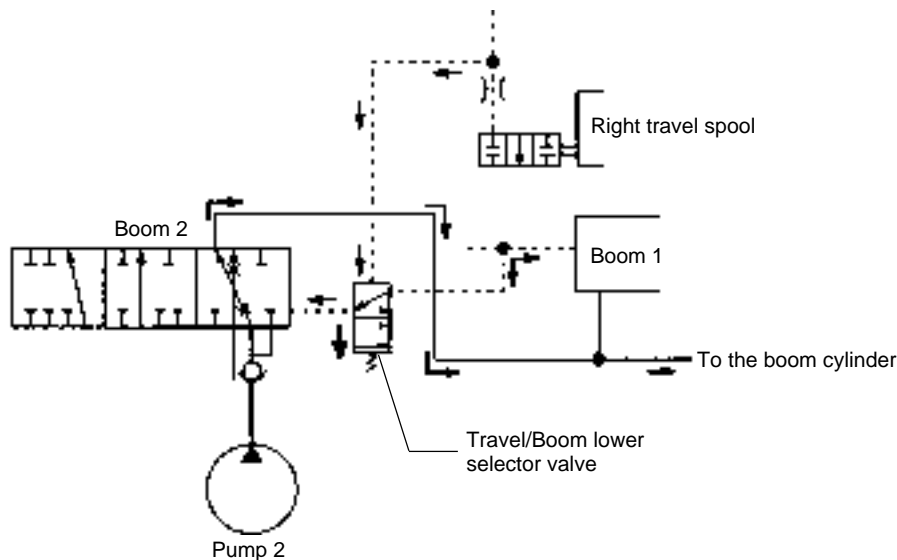 Right travel spool
Boom 2
Boom 1
To the boom cylinder
Travel/Boom lower
selector valve
Pump 2